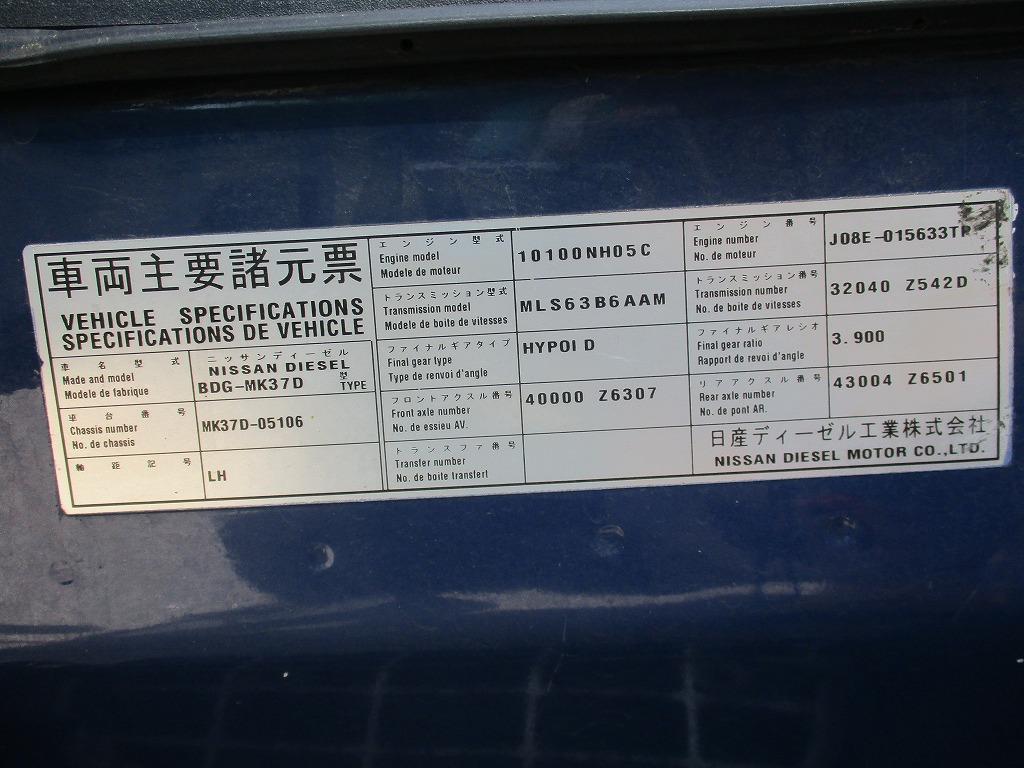 車両主要諸元票
VEHICLE SPECIFICATIONS
SPECIFICATIONS DE VEHICLE
車名型式
Made and model
Modele de fabrique
ニッサンディーゼル
NISSAN DIESEL
BDG-MK37D 型 TYPE
車台番号
Chassis number
No. de chassis
MK37D-05106
軸距記号
LH
エンジン型式
Engine model
Modele de moteur
10100NH05C
トランスミッション型式
Transmission model
Modele de boite de vitesses
MLS63B6AAM
ファイナルギアタイプ
Final gear type
Type de renvoi d'angle
HYPOI D
フロントアクスル番号
Front axle number
No. de essieu AV.
40000 Z6307
トランスファ番号
Transfer number
No. de boite transfert
エンジン番号
Engine number
No. de moteur
J08E-015633TP
トランスミッション番号
Transmission number
No. de boite de vitesses
32040 Z542D
ファイナルギアレシオ
Final gear ratio
Rapport de revoi d'angle
3.900
リアアクスル番号
Rear axle number
No. de pont AR.
43004 Z6501
日産ディーゼル工業株式会社
NISSAN DIESEL MOTOR CO.,LTD.